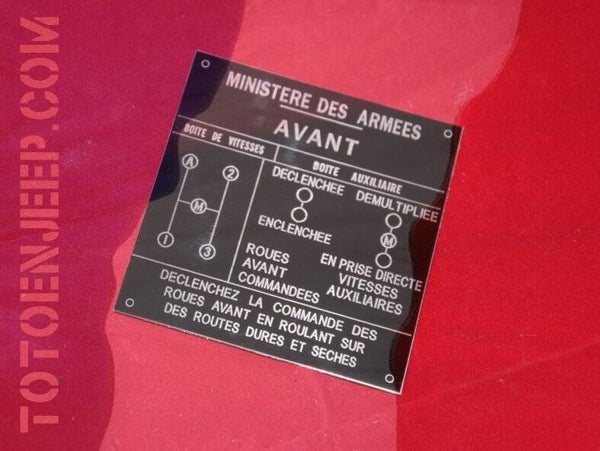 TOTOENJEEP.COM
MINISTERE DES ARMEES
AVANT
BOITE DE VITESSES
A
2
M
1
3
BOITE AUXILIAIRE
DECLENCHEE
ENCLENCHEE
ROUES
AVANT
COMMANDEES
DEMULTIPLIEE
M
EN PRISE DIRECTE
VITESSES
AUXILIAIRES
DECLENCHEZ LA COMMANDE DES
ROUES AVANT EN ROULANT SUR
DES ROUTES DURES ET SECHES